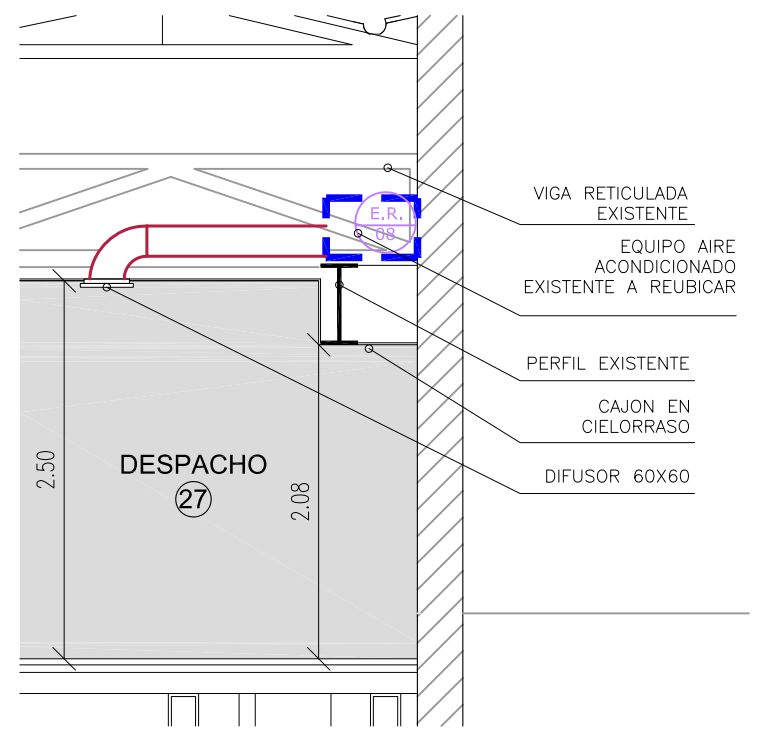 VIGA RETICULADA
EXISTENTE
E.R.
08
EQUIPO AIRE
ACONDICIONADO
EXISTENTE A REUBICAR
PERFIL EXISTENTE
CAJON EN
CIELORRASO
DIFUSOR 60X60
DESPACHO
27
2.50
2.08